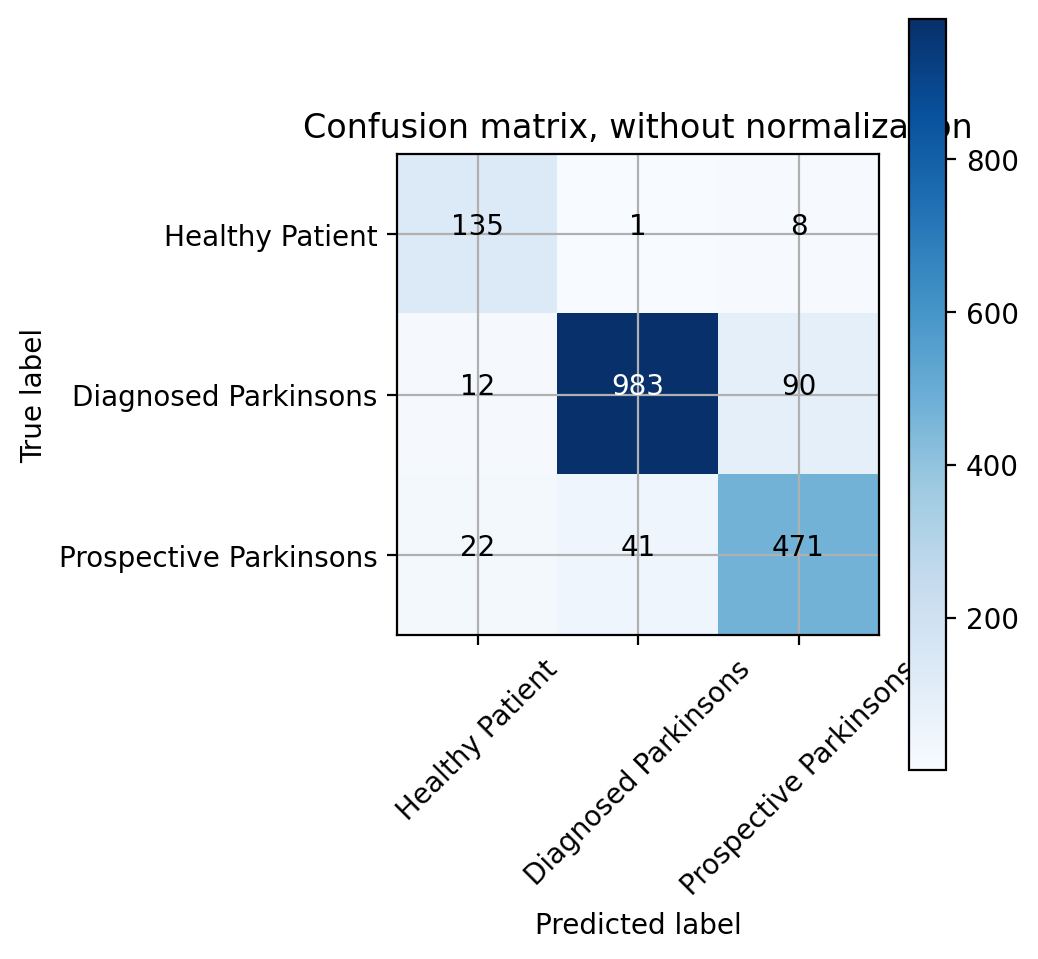 Confusion matrix, without normalization
800
600
400
200
True label
Healthy Patient
135 1 8
Diagnosed Parkinsons
12 983 90
Prospective Parkinsons
22 41 471
Healthy Patient
Diagnosed Parkinsons
Prospective Parkinsons
Predicted label